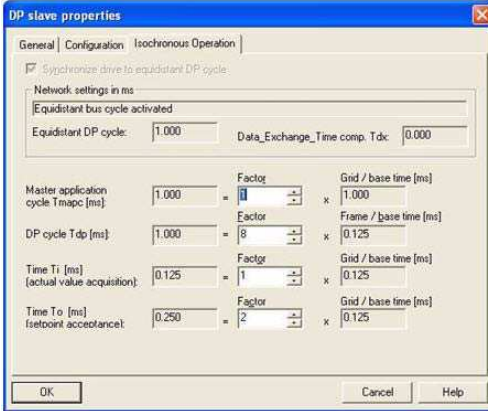 DP slave properties
General Configuration Isochronous Operation
Synchronize drive to equidistant DP cycle
Network settings in ms
Equidistant bus cycle activated
Equidistant DP cycle: 1.000 Data_Exchange_Time comp. Tdx: 0.000
Factor Grid / base time [ms]
Master application
cycle Tmapc [ms]: 1.000 = 1 x 1.000
Factor Frame / base time [ms]
DP cycle Tdp [ms]: 1.000 = 8 x 0.125
Factor Grid / base time [ms]
Time Ti [ms]
(actual value acquisition): 0.125 = 1 x 0.125
Factor Grid / base time [ms]
Time To [ms]
(setpoint acceptance): 0.250 = 2 x 0.125
OK Cancel Help